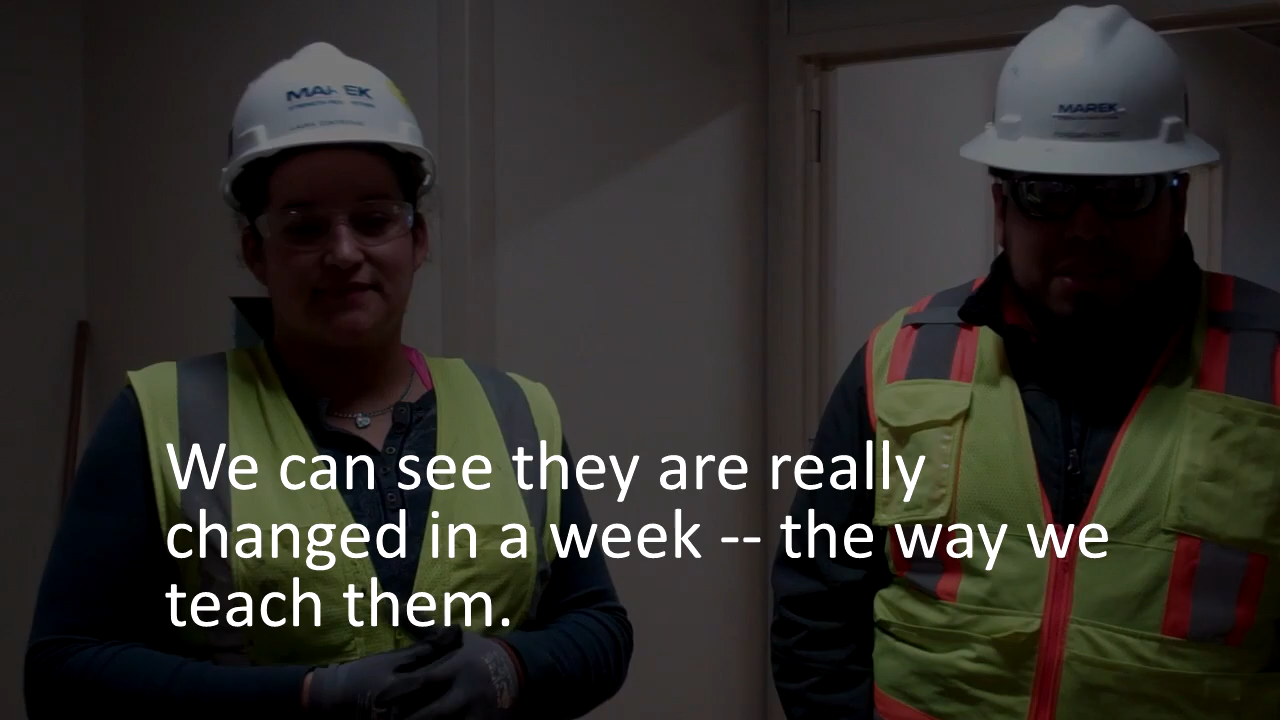 MAREK
MAREK
We can see they are really
changed in a week -- the way we
teach them.